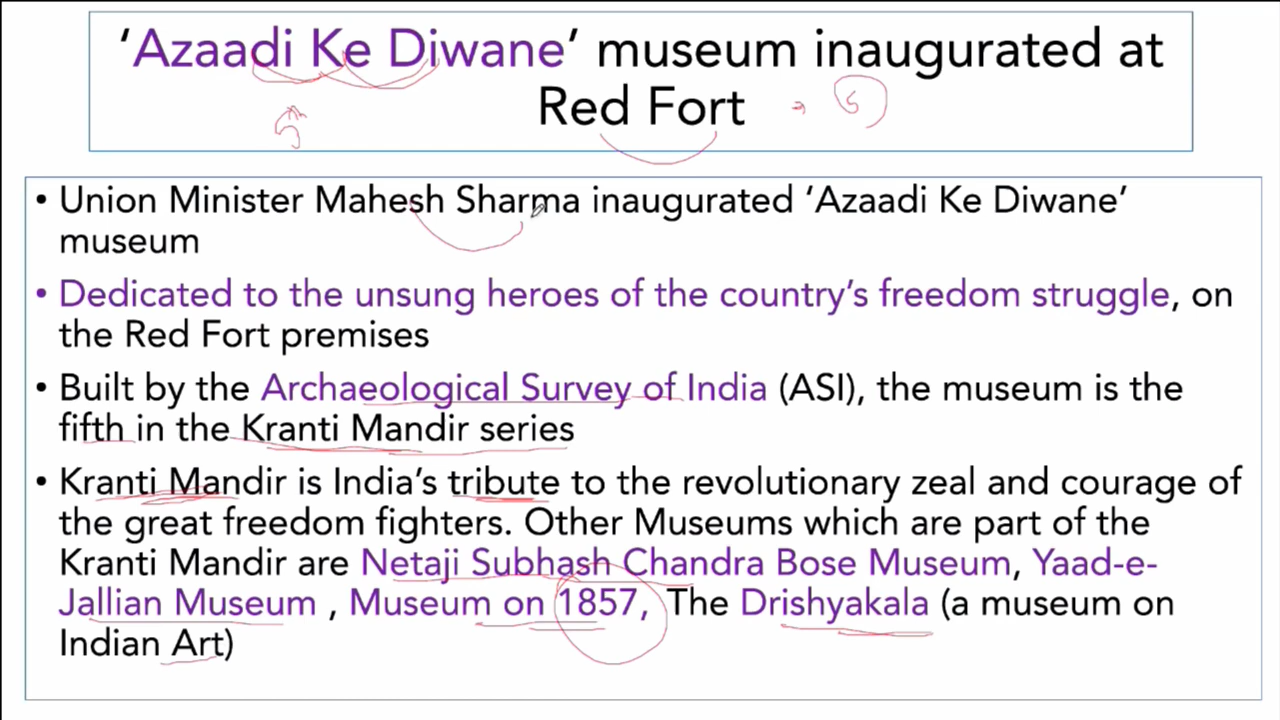 ‘Azaadi Ke Diwane’ museum inaugurated at
Red Fort
• Union Minister Mahesh Sharma inaugurated ‘Azaadi Ke Diwane’
museum
• Dedicated to the unsung heroes of the country’s freedom struggle, on
the Red Fort premises
• Built by the Archaeological Survey of India (ASI), the museum is the
fifth in the Kranti Mandir series
• Kranti Mandir is India’s tribute to the revolutionary zeal and courage of
the great freedom fighters. Other Museums which are part of the
Kranti Mandir are Netaji Subhash Chandra Bose Museum, Yaad-e-
Jallian Museum , Museum on 1857, The Drishyakala (a museum on
Indian Art)